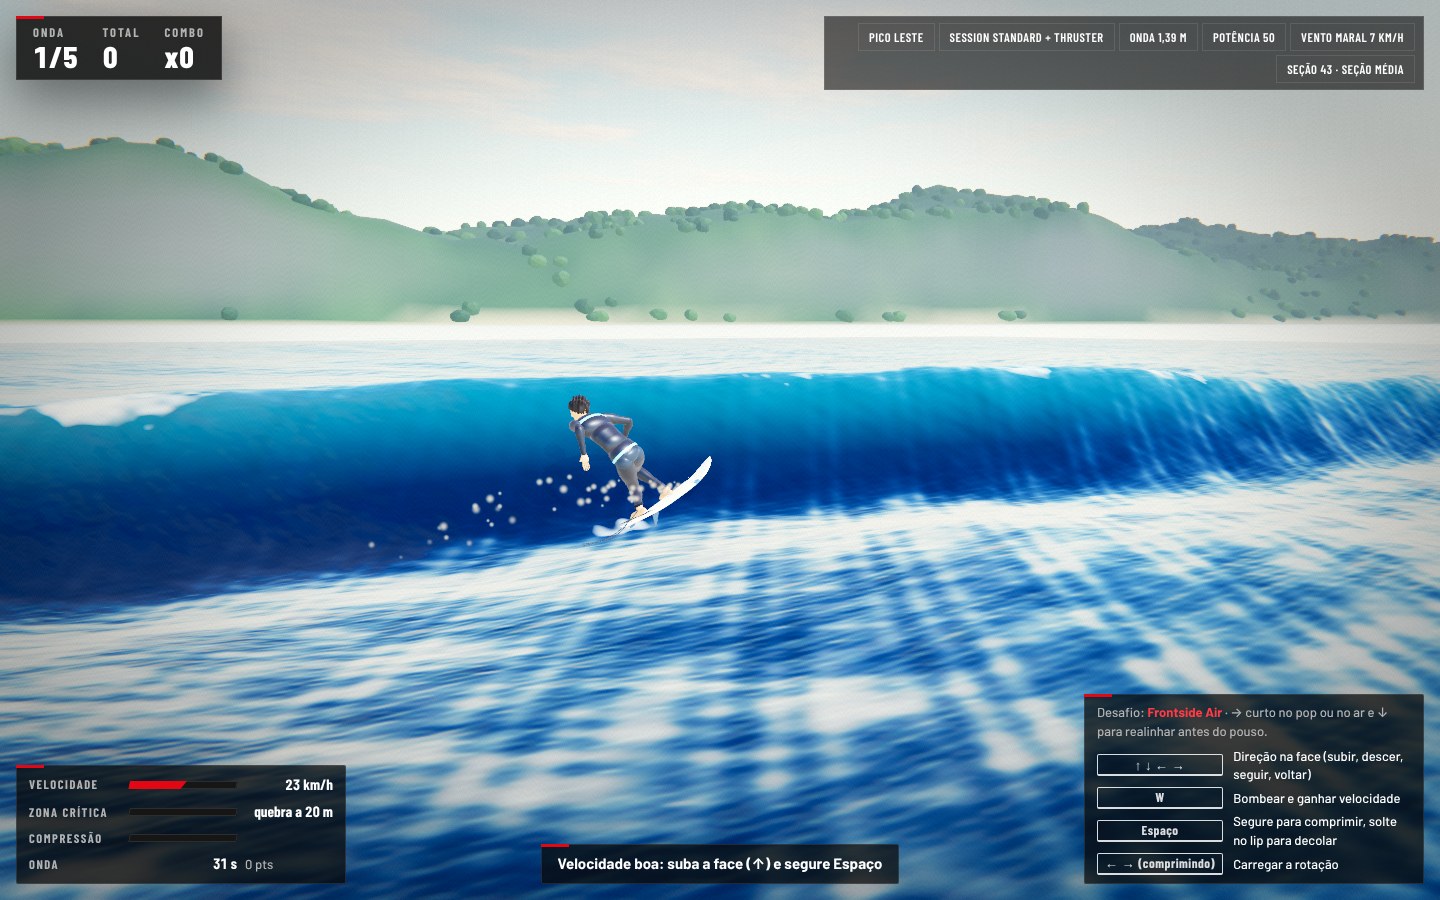 ONDA TOTAL COMBO
1/5 0 x0
PICO LESTE SESSION STANDARD + THRUSTER ONDA 1,39 M POTÊNCIA 50 VENTO MARAL 7 KM/H
SEÇÃO 43 · SEÇÃO MÉDIA
VELOCIDADE 23 km/h
ZONA CRÍTICA quebra a 20 m
COMPRESSÃO
ONDA 31 s 0 pts
Velocidade boa: suba a face (↑) e segure Espaço
Desafio: Frontside Air · → curto no pop ou no ar e ↓
para realinhar antes do pouso.
↑ ↓ ← → Direção na face (subir, descer,
seguir, voltar)
W Bombear e ganhar velocidade
Espaço Segure para comprimir, solte
no lip para decolar
← → (comprimindo) Carregar a rotação